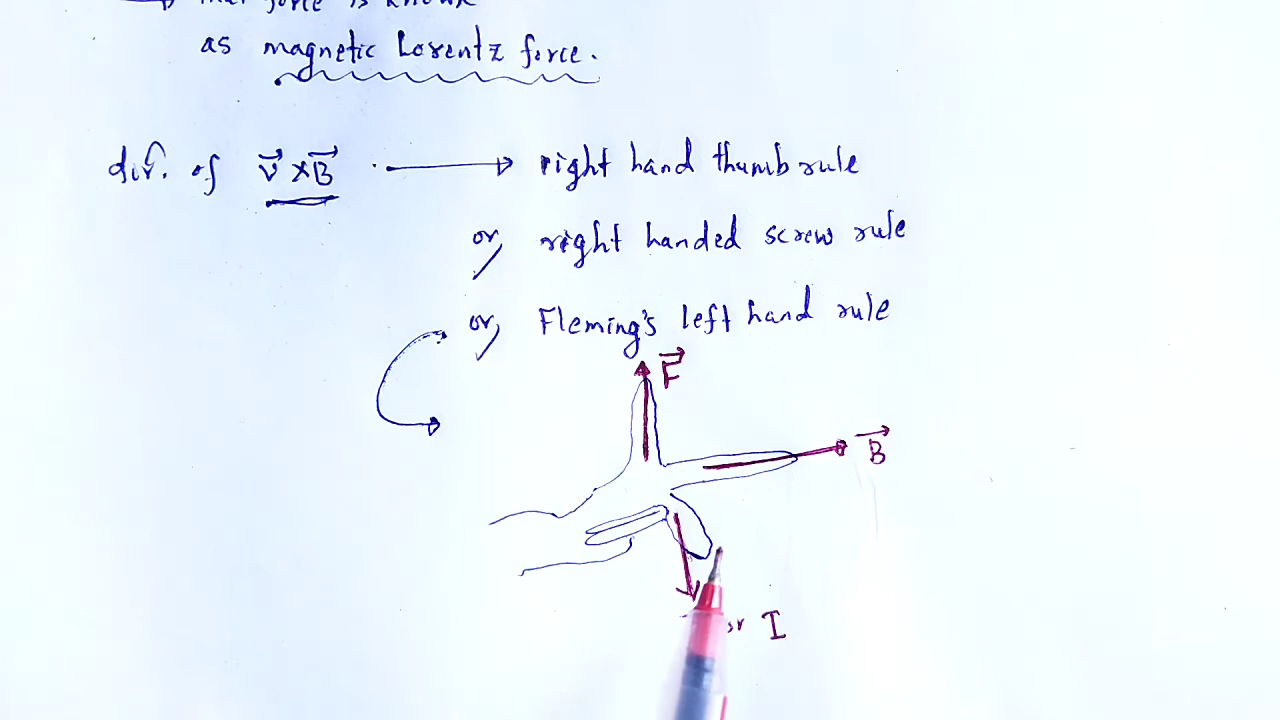 as magnetic Lorentz force.
dir. of v⃗ × B⃗ → right hand thumb rule
or, right handed screw rule
or, Fleming's left hand rule
F⃗
B⃗
or I